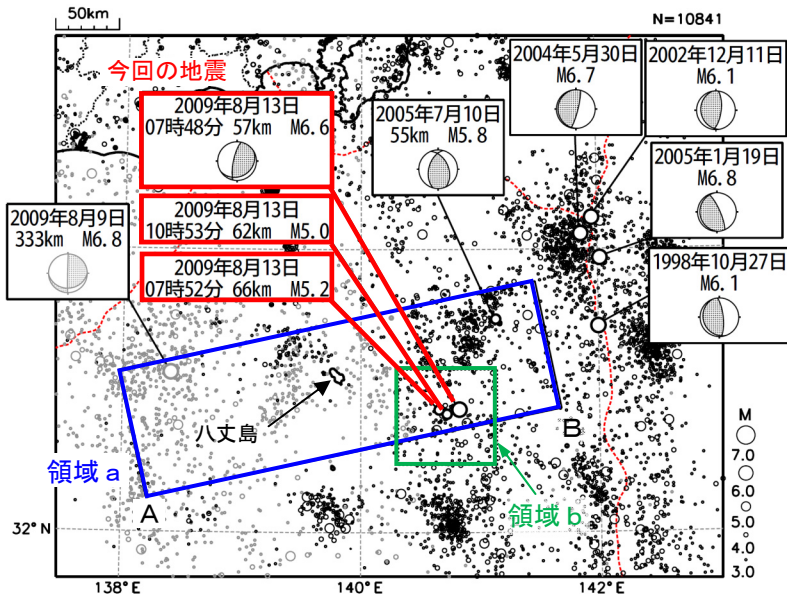 50km
N=10841
今回の地震
2009年8月13日
07時48分 57km M6.6
2009年8月13日
10時53分 62km M5.0
2009年8月13日
07時52分 66km M5.2
2009年8月9日
333km M6.8
2005年7月10日
55km M5.8
2004年5月30日
M6.7
2002年12月11日
M6.1
2005年1月19日
M6.8
1998年10月27日
M6.1
八丈島
領域a
A
B
領域b
M
7.0
6.0
5.0
4.0
3.0
32°N
138°E
140°E
142°E